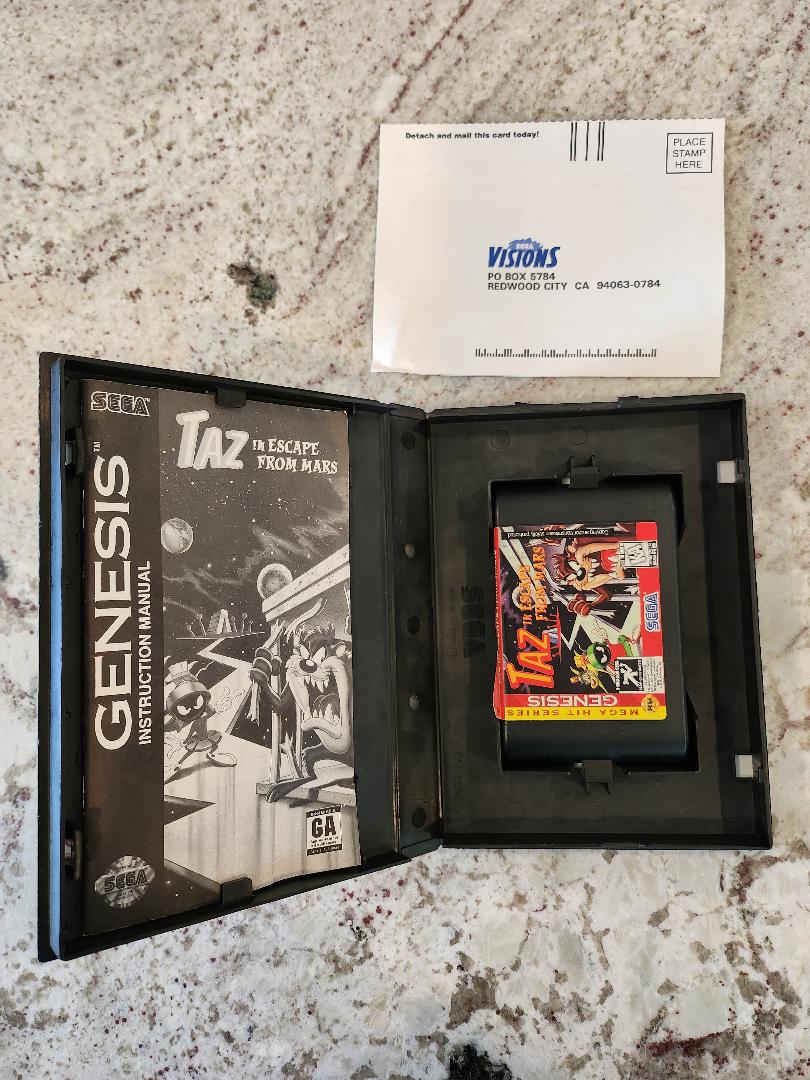 Detach and mail this card today!
PLACE
STAMP
HERE
SEGA
VISIONS
PO BOX 5784
REDWOOD CITY CA 94063-0784
SEGA™
GENESIS™
INSTRUCTION MANUAL
TAZ IN ESCAPE
FROM MARS
GA
SEGA
SEGA
TAZ IN ESCAPE
FROM MARS
SEGA
GENESIS
MEGA HIT SERIES